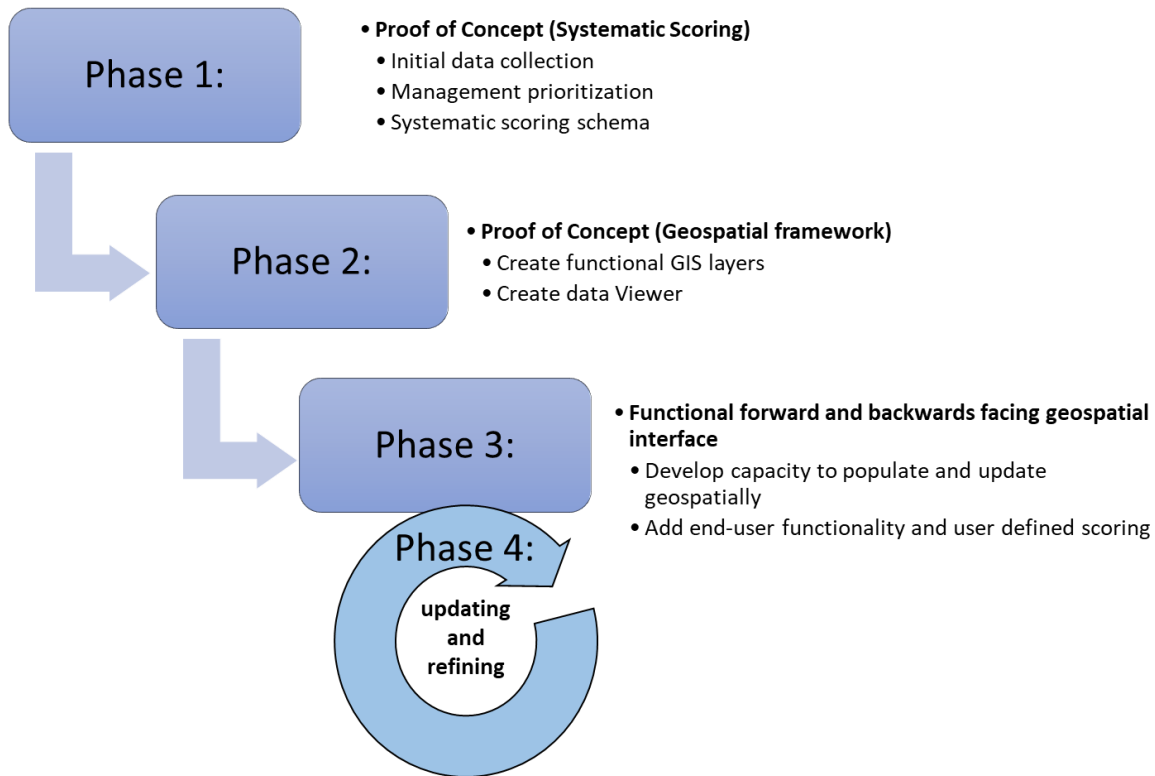 Phase 1:
• Proof of Concept (Systematic Scoring)
• Initial data collection
• Management prioritization
• Systematic scoring schema
Phase 2:
• Proof of Concept (Geospatial framework)
• Create functional GIS layers
• Create data Viewer
Phase 3:
• Functional forward and backwards facing geospatial
interface
• Develop capacity to populate and update
geospatially
• Add end-user functionality and user defined scoring
Phase 4:
updating
and
refining